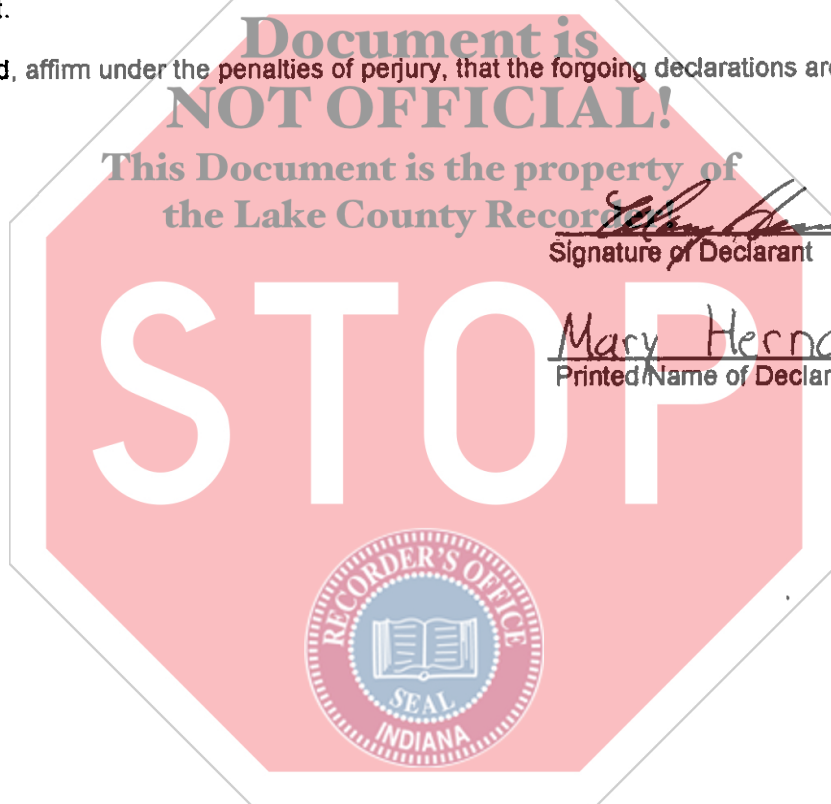 t.
Document is
d, affirm under the penalties of perjury, that the forgoing declarations are
NOT OFFICIAL!
This Document is the property of
the Lake County Recorder!
Signature of Declarant
Mary Herna
Printed Name of Declar
STOP
RECORDER'S OFFICE
SEAL
INDIANA